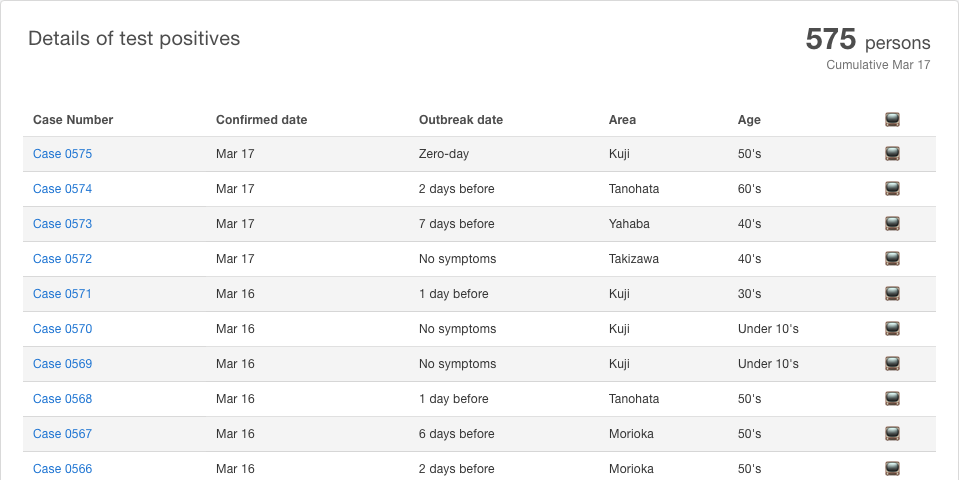 Details of test positives
575 persons
Cumulative Mar 17
Case Number Confirmed date Outbreak date Area Age
Case 0575 Mar 17 Zero-day Kuji 50's
Case 0574 Mar 17 2 days before Tanohata 60's
Case 0573 Mar 17 7 days before Yahaba 40's
Case 0572 Mar 17 No symptoms Takizawa 40's
Case 0571 Mar 16 1 day before Kuji 30's
Case 0570 Mar 16 No symptoms Kuji Under 10's
Case 0569 Mar 16 No symptoms Kuji Under 10's
Case 0568 Mar 16 1 day before Tanohata 50's
Case 0567 Mar 16 6 days before Morioka 50's
Case 0566 Mar 16 2 days before Morioka 50's